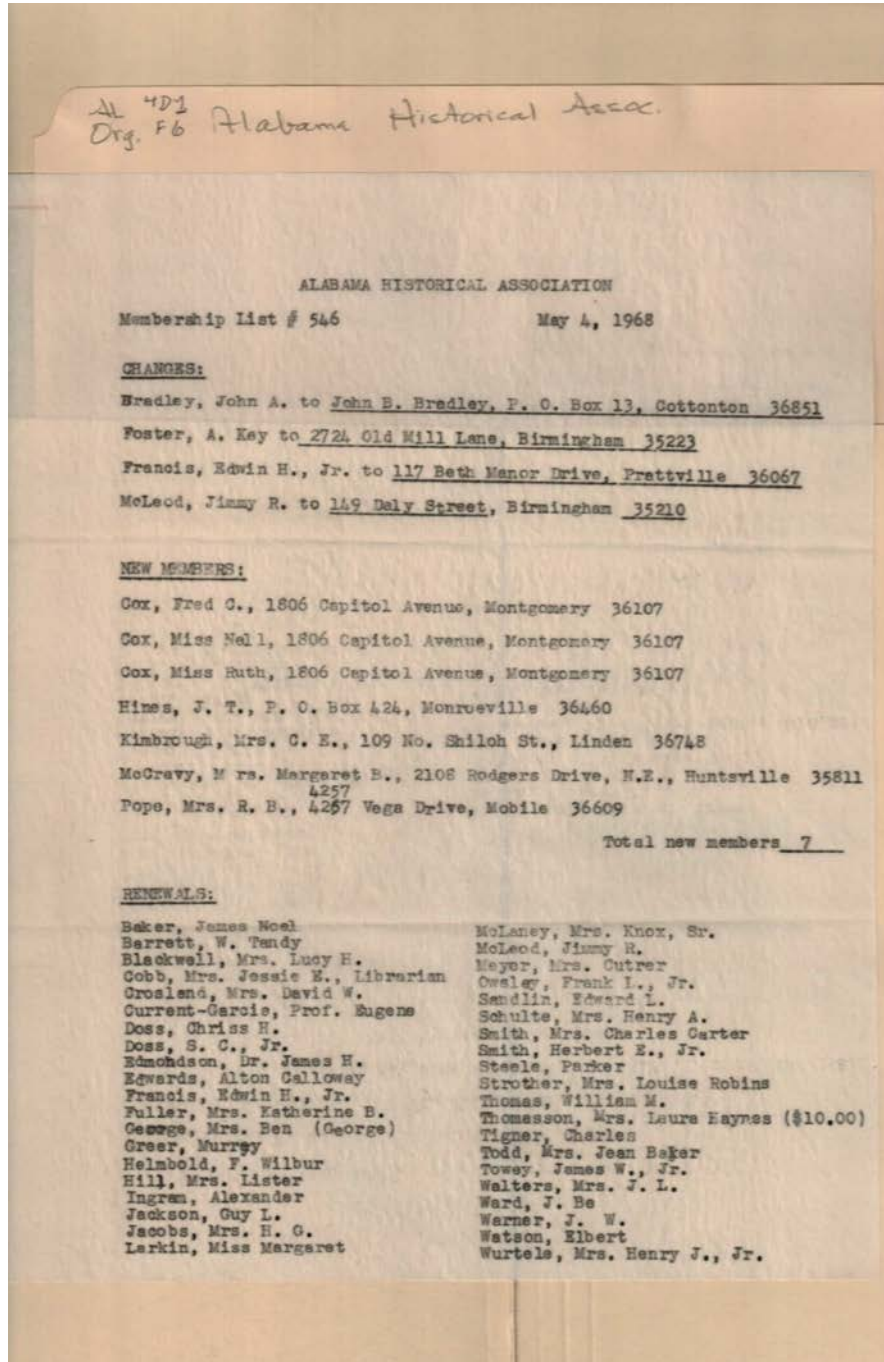 AL 4D1
Org. F6 Alabama Historical Assoc.
ALABAMA HISTORICAL ASSOCIATION
Membership List # 546 May 4, 1968
CHANGES:
Bradley, John A. to John B. Bradley, P. O. Box 13, Cottonton 36851
Foster, A. Key to 2724 Old Mill Lane, Birmingham 35223
Francis, Edwin H., Jr. to 117 Beth Manor Drive, Prattville 36067
McLeod, Jimmy R. to 149 Daly Street, Birmingham 35210
NEW MEMBERS:
Cox, Fred C., 1806 Capitol Avenue, Montgomery 36107
Cox, Miss Nell, 1806 Capitol Avenue, Montgomery 36107
Cox, Miss Ruth, 1806 Capitol Avenue, Montgomery 36107
Hines, J. T., P. O. Box 424, Monroeville 36460
Kimbrough, Mrs. C. E., 109 No. Shiloh St., Linden 36748
McCravy, M rs. Margaret B., 2108 Rodgers Drive, N.E., Huntsville 35811
4257
Pope, Mrs. R. B., 4267 Vega Drive, Mobile 36609
Total new members 7
RENEWALS:
Baker, James Noel
Barrett, W. Tandy
Blackwell, Mrs. Lucy H.
Cobb, Mrs. Jessie E., Librarian
Crosland, Mrs. David W.
Current-Garcia, Prof. Eugene
Doss, Chriss H.
Doss, S. C., Jr.
Edmondson, Dr. James H.
Edwards, Alton Calloway
Francis, Edwin H., Jr.
Fuller, Mrs. Katherine B.
George, Mrs. Ben (George)
Greer, Murray
Helmbold, F. Wilbur
Hill, Mrs. Lister
Ingram, Alexander
Jackson, Guy L.
Jacobs, Mrs. H. G.
Larkin, Miss Margaret
McLaney, Mrs. Knox, Sr.
McLeod, Jimmy R.
Meyer, Mrs. Cutrer
Owsley, Frank L., Jr.
Sandlin, Edward L.
Schulte, Mrs. Henry A.
Smith, Mrs. Charles Carter
Smith, Herbert E., Jr.
Steele, Parker
Strother, Mrs. Louise Robins
Thomas, William M.
Thomasson, Mrs. Laura Haynes ($10.00)
Tigner, Charles
Todd, Mrs. Jean Baker
Towey, James W., Jr.
Walters, Mrs. J. L.
Ward, J. Be
Warner, J. W.
Watson, Elbert
Wurtele, Mrs. Henry J., Jr.